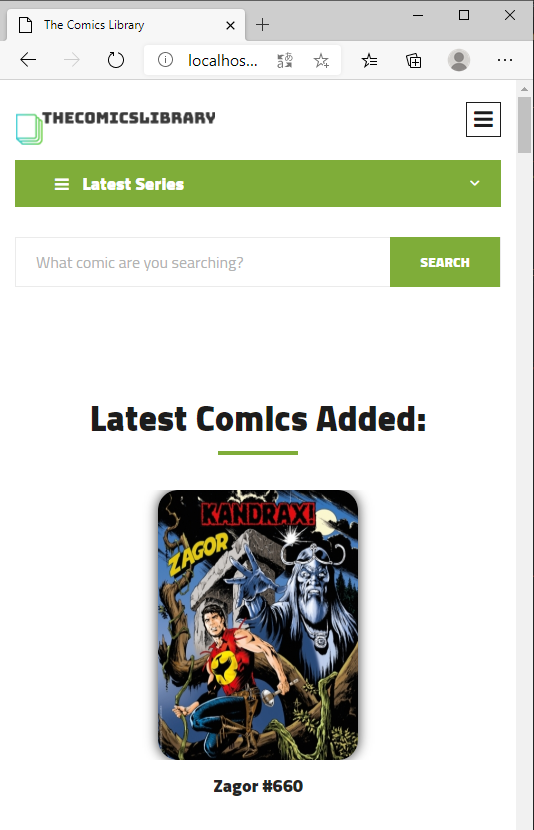 The Comics Library
localhos...
THECOMICSLIBRARY
Latest Series
What comic are you searching?
SEARCH
Latest Comics Added:
KANDRAX!
ZAGOR
Zagor #660